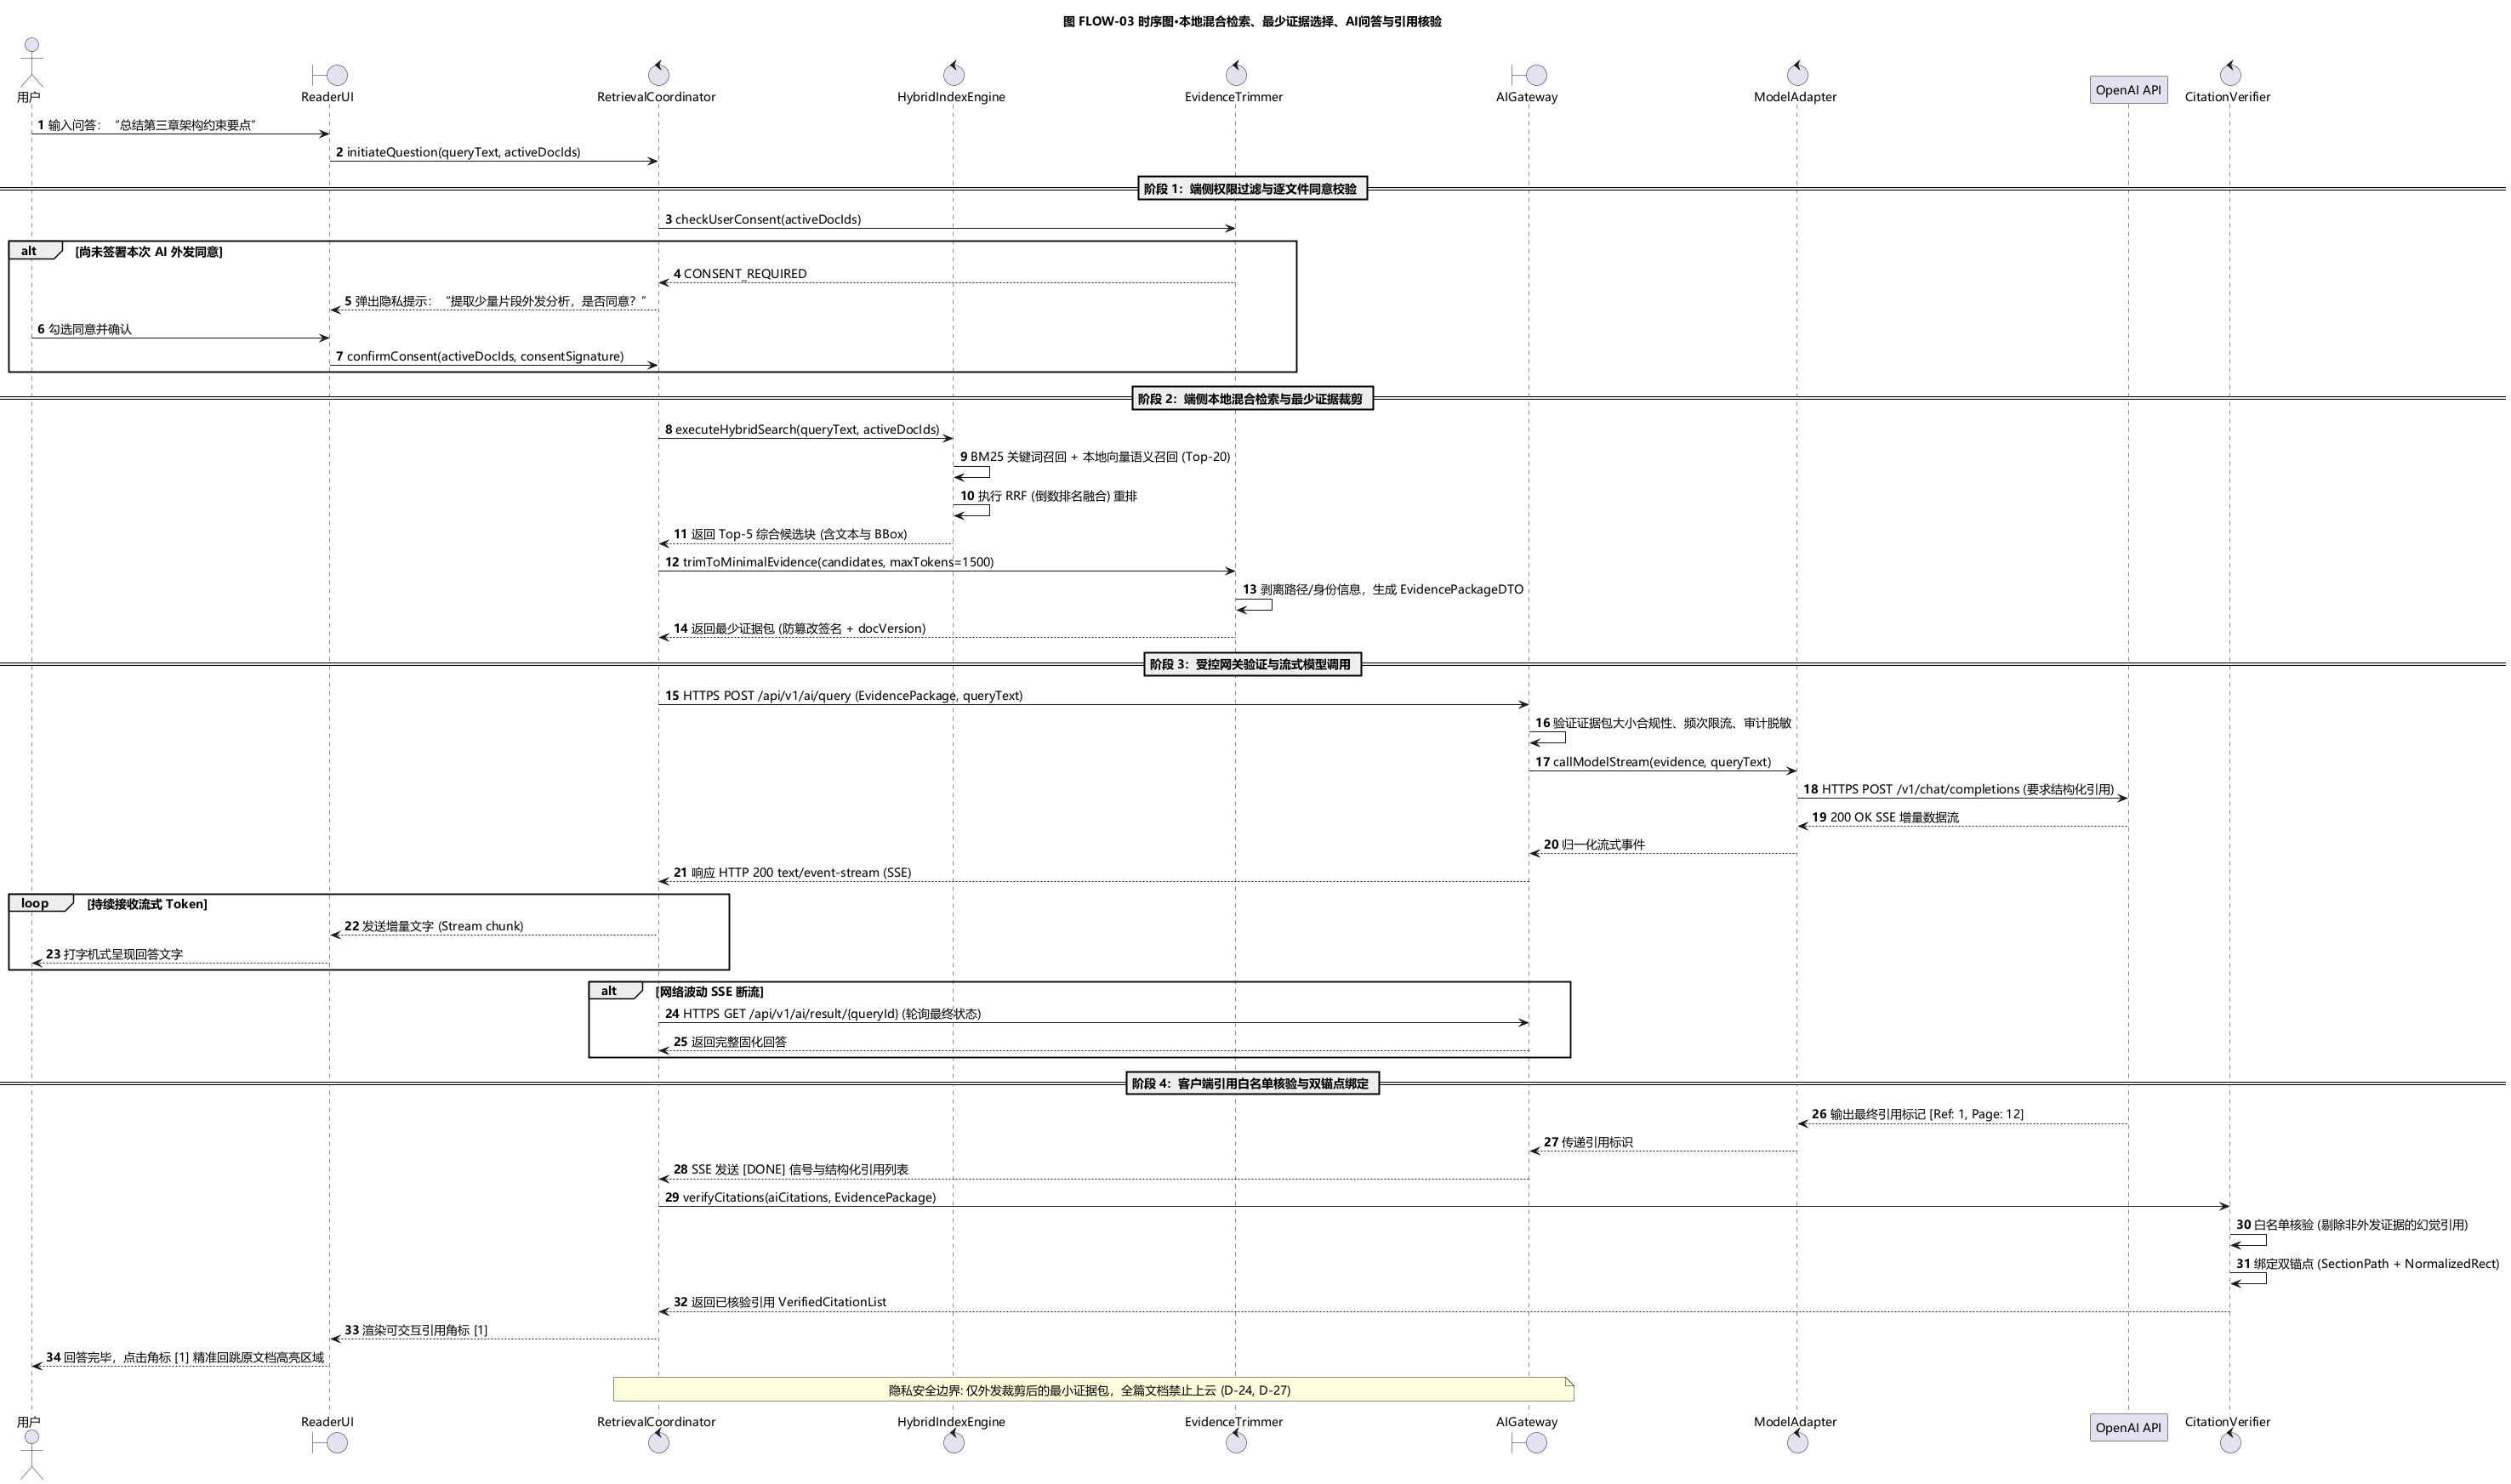 图 FLOW-03 时序图•本地混合检索、最少证据选择、AI问答与引用核验
用户
ReaderUI
RetrievalCoordinator
HybridIndexEngine
EvidenceTrimmer
AIGateway
ModelAdapter
OpenAI API
CitationVerifier
1 输入问答：“总结第三章架构约束要点”
2 initiateQuestion(queryText, activeDocIds)
阶段 1：端侧权限过滤与逐文件同意校验
3 checkUserConsent(activeDocIds)
alt [尚未签署本次 AI 外发同意]
4 CONSENT_REQUIRED
5 弹出隐私提示：“提取少量片段外发分析，是否同意？”
6 勾选同意并确认
7 confirmConsent(activeDocIds, consentSignature)
阶段 2：端侧本地混合检索与最少证据裁剪
8 executeHybridSearch(queryText, activeDocIds)
9 BM25 关键词召回 + 本地向量语义召回 (Top-20)
10 执行 RRF (倒数排名融合) 重排
11 返回 Top-5 综合候选块 (含文本与 BBox)
12 trimToMinimalEvidence(candidates, maxTokens=1500)
13 剥离路径/身份信息，生成 EvidencePackageDTO
14 返回最少证据包 (防篡改签名 + docVersion)
阶段 3：受控网关验证与流式模型调用
15 HTTPS POST /api/v1/ai/query (EvidencePackage, queryText)
16 验证证据包大小合规性、频次限流、审计脱敏
17 callModelStream(evidence, queryText)
18 HTTPS POST /v1/chat/completions (要求结构化引用)
19 200 OK SSE 增量数据流
20 归一化流式事件
21 响应 HTTP 200 text/event-stream (SSE)
loop [持续接收流式 Token]
22 发送增量文字 (Stream chunk)
23 打字机式呈现回答文字
alt [网络波动 SSE 断流]
24 HTTPS GET /api/v1/ai/result/{queryId} (轮询最终状态)
25 返回完整固化回答
阶段 4：客户端引用白名单核验与双锚点绑定
26 输出最终引用标记 [Ref: 1, Page: 12]
27 传递引用标识
28 SSE 发送 [DONE] 信号与结构化引用列表
29 verifyCitations(aiCitations, EvidencePackage)
30 白名单核验 (剔除非外发证据的幻觉引用)
31 绑定双锚点 (SectionPath + NormalizedRect)
32 返回已核验引用 VerifiedCitationList
33 渲染可交互引用角标 [1]
34 回答完毕，点击角标 [1] 精准回跳原文档高亮区域
隐私安全边界: 仅外发裁剪后的最小证据包，全篇文档禁止上云 (D-24, D-27)
用户
ReaderUI
RetrievalCoordinator
HybridIndexEngine
EvidenceTrimmer
AIGateway
ModelAdapter
OpenAI API
CitationVerifier